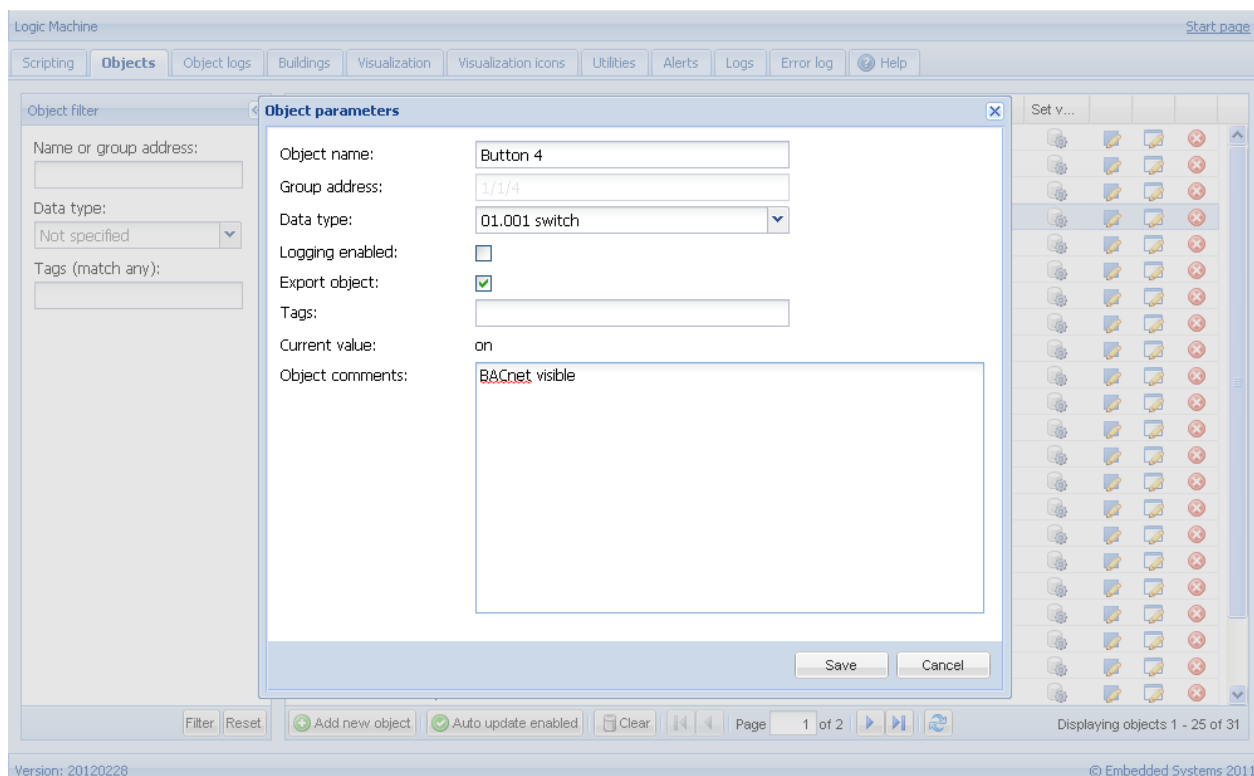 Logic Machine
Start page
Scripting Objects Object logs Buildings Visualization Visualization icons Utilities Alerts Logs Error log Help
Object filter
Object parameters
Set v...
Name or group address:
Data type:
Not specified
Tags (match any):
Object name: Button 4
Group address: 1/1/4
Data type: 01.001 switch
Logging enabled:
Export object:
Tags:
Current value: on
Object comments: BACnet visible
Save Cancel
Filter Reset Add new object Auto update enabled Clear Page 1 of 2 Displaying objects 1 - 25 of 31
Version: 20120228 © Embedded Systems 2011